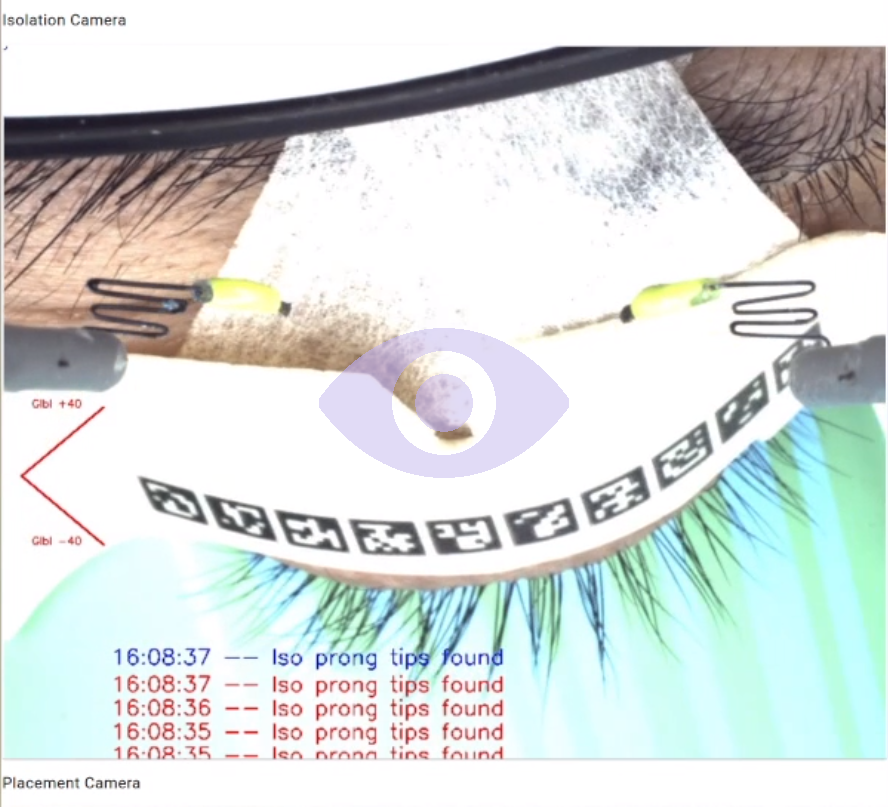 Isolation Camera
Glbl +40
Glbl -40
16:08:37 -- Iso prong tips found
16:08:37 -- Iso prong tips found
16:08:36 -- Iso prong tips found
16:08:35 -- Iso prong tips found
16:08:35 -- Iso prong tips found
Placement Camera